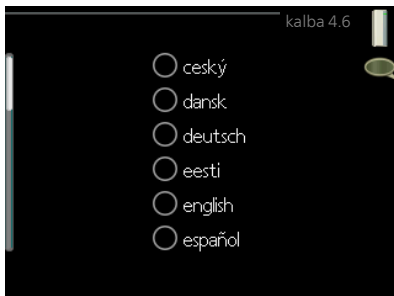 kalba 4.6
ceský
dansk
deutsch
eesti
english
español